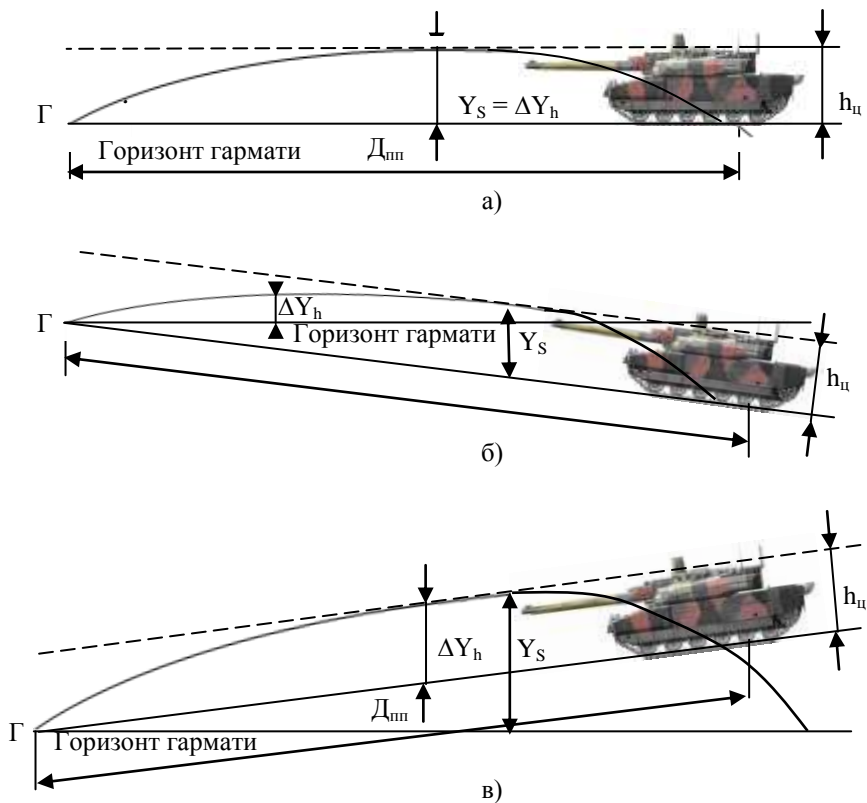 Г
Y_S = ΔY_h
h_ц
Горизонт гармати
Д_пп
а)
ΔY_h
Г
Горизонт гармати
Y_S
h_ц
б)
h_ц
ΔY_h
Y_S
Д_пп
Г
Горизонт гармати
в)